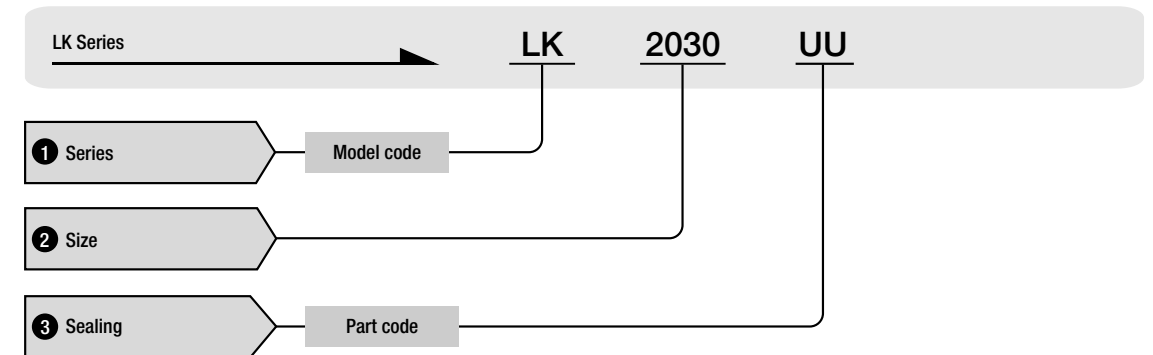 LK Series LK 2030 UU
1 Series Model code
2 Size
3 Sealing Part code